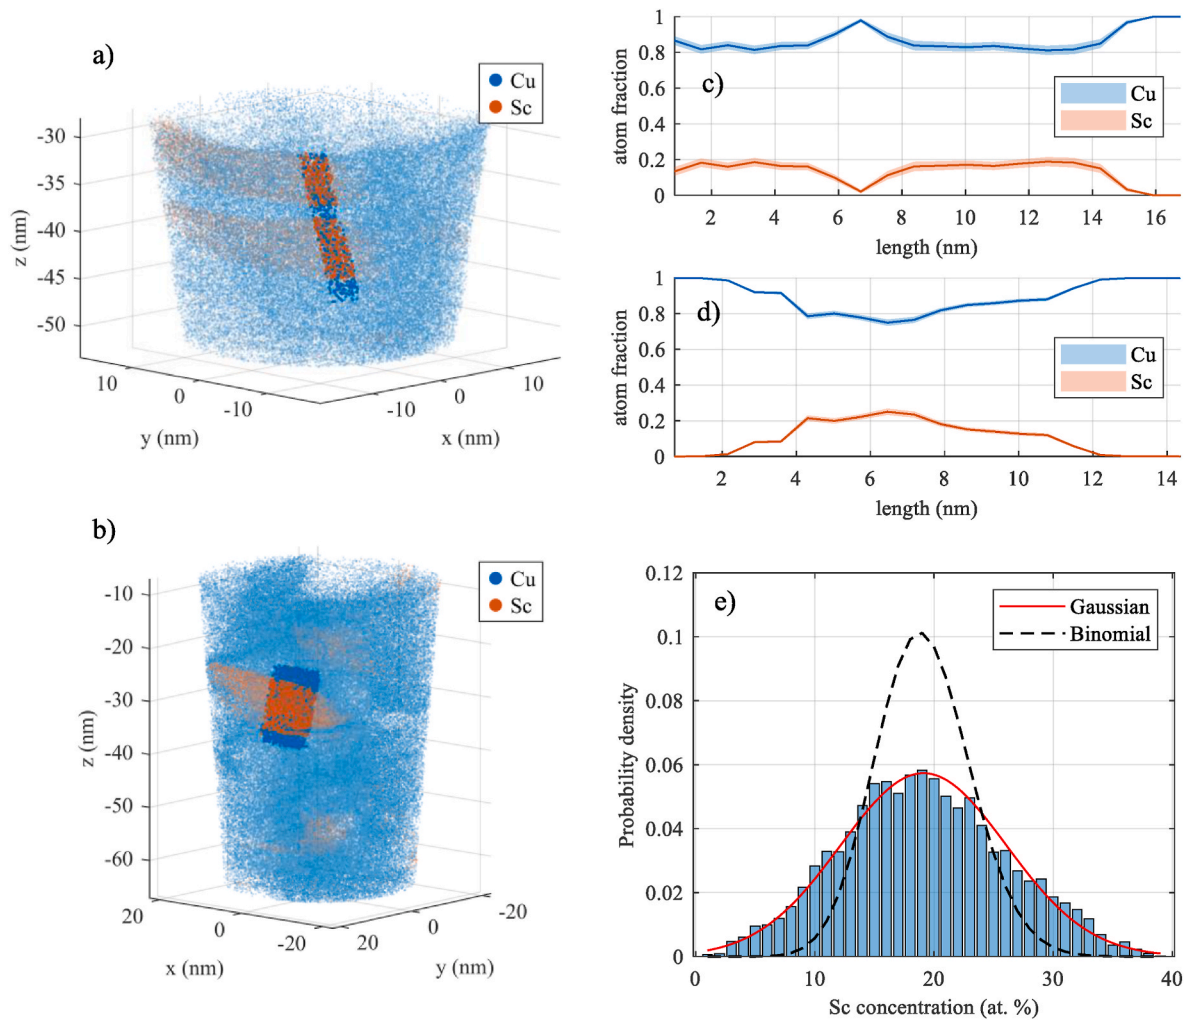 a)
Cu
Sc
-30
-35
-40
-45
-50
z (nm)
10
0
-10
y (nm)
-10
0
10
x (nm)
b)
Cu
Sc
-10
-20
-30
-40
-50
-60
z (nm)
20
0
-20
x (nm)
20
0
-20
y (nm)
c)
1
0.8
0.6
0.4
0.2
0
atom fraction
Cu
Sc
2 4 6 8 10 12 14 16
length (nm)
d)
1
0.8
0.6
0.4
0.2
0
atom fraction
Cu
Sc
2 4 6 8 10 12 14
length (nm)
e)
0.12
0.1
0.08
0.06
0.04
0.02
0
Probability density
Gaussian
Binomial
0 10 20 30 40
Sc concentration (at. %)